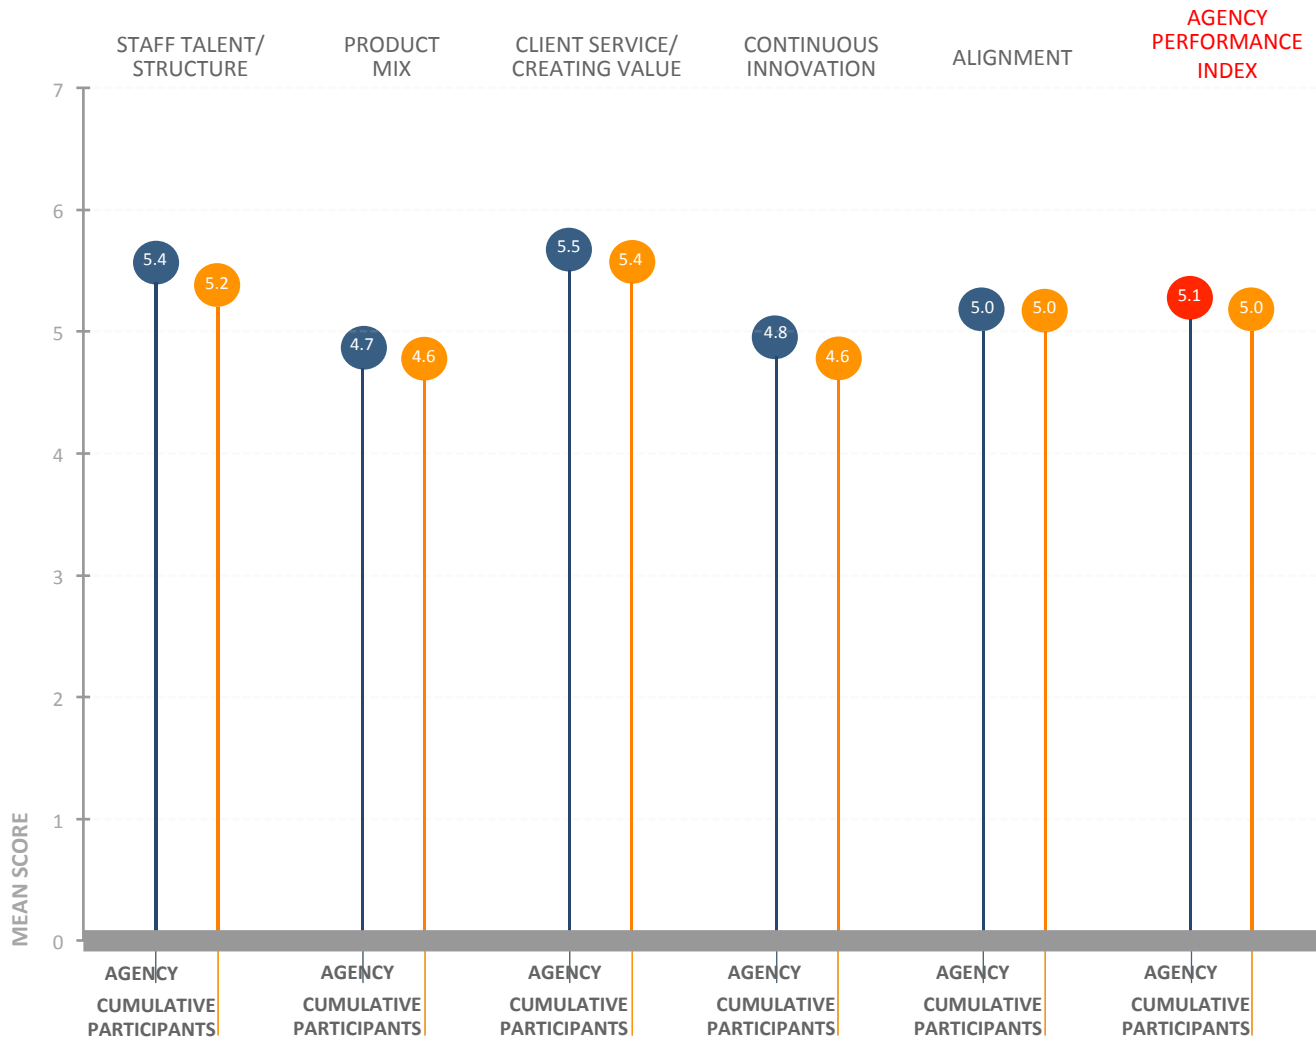 STAFF TALENT/
STRUCTURE
PRODUCT
MIX
CLIENT SERVICE/
CREATING VALUE
CONTINUOUS
INNOVATION
ALIGNMENT
AGENCY
PERFORMANCE
INDEX
7
6
5
4
3
2
1
0
MEAN SCORE
5.4
5.2
4.7
4.6
5.5
5.4
4.8
4.6
5.0
5.0
5.1
5.0
AGENCY
CUMULATIVE
PARTICIPANTS
AGENCY
CUMULATIVE
PARTICIPANTS
AGENCY
CUMULATIVE
PARTICIPANTS
AGENCY
CUMULATIVE
PARTICIPANTS
AGENCY
CUMULATIVE
PARTICIPANTS
AGENCY
CUMULATIVE
PARTICIPANTS